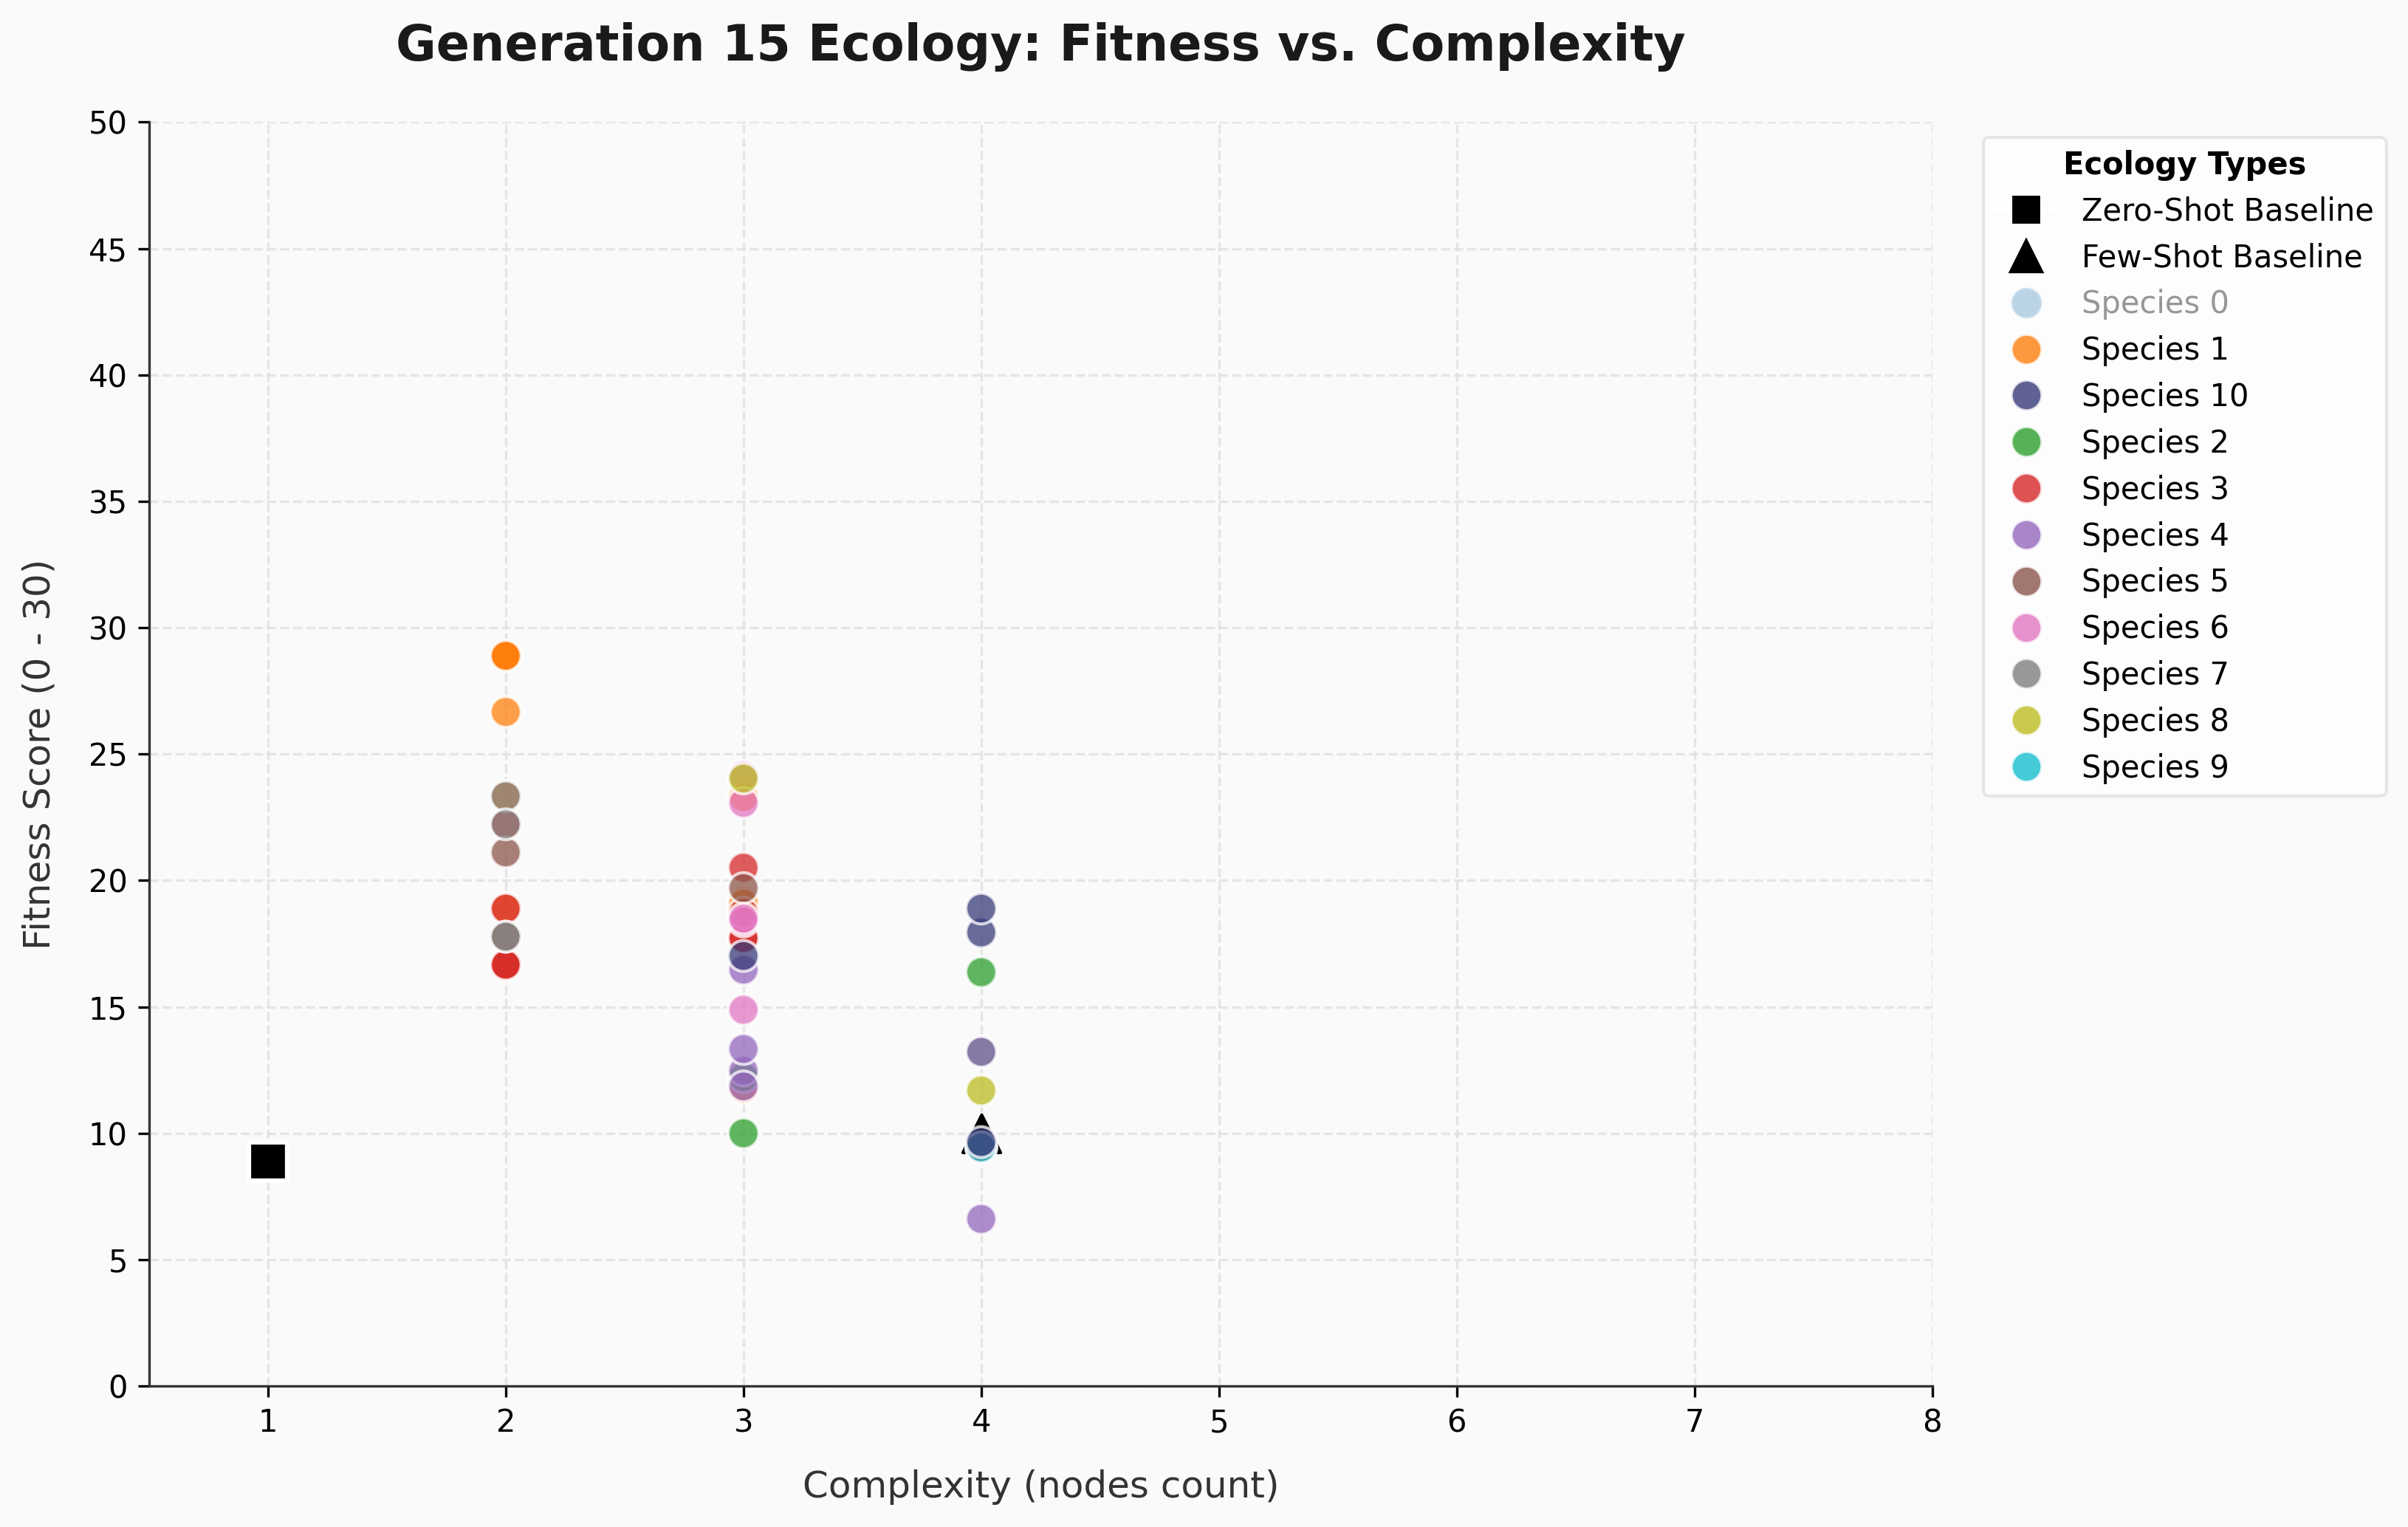 Generation 15 Ecology: Fitness vs. Complexity
50
45
40
35
30
25
20
15
10
5
0
Fitness Score (0 - 30)
1 2 3 4 5 6 7 8
Complexity (nodes count)
Ecology Types
Zero-Shot Baseline
Few-Shot Baseline
Species 0
Species 1
Species 10
Species 2
Species 3
Species 4
Species 5
Species 6
Species 7
Species 8
Species 9